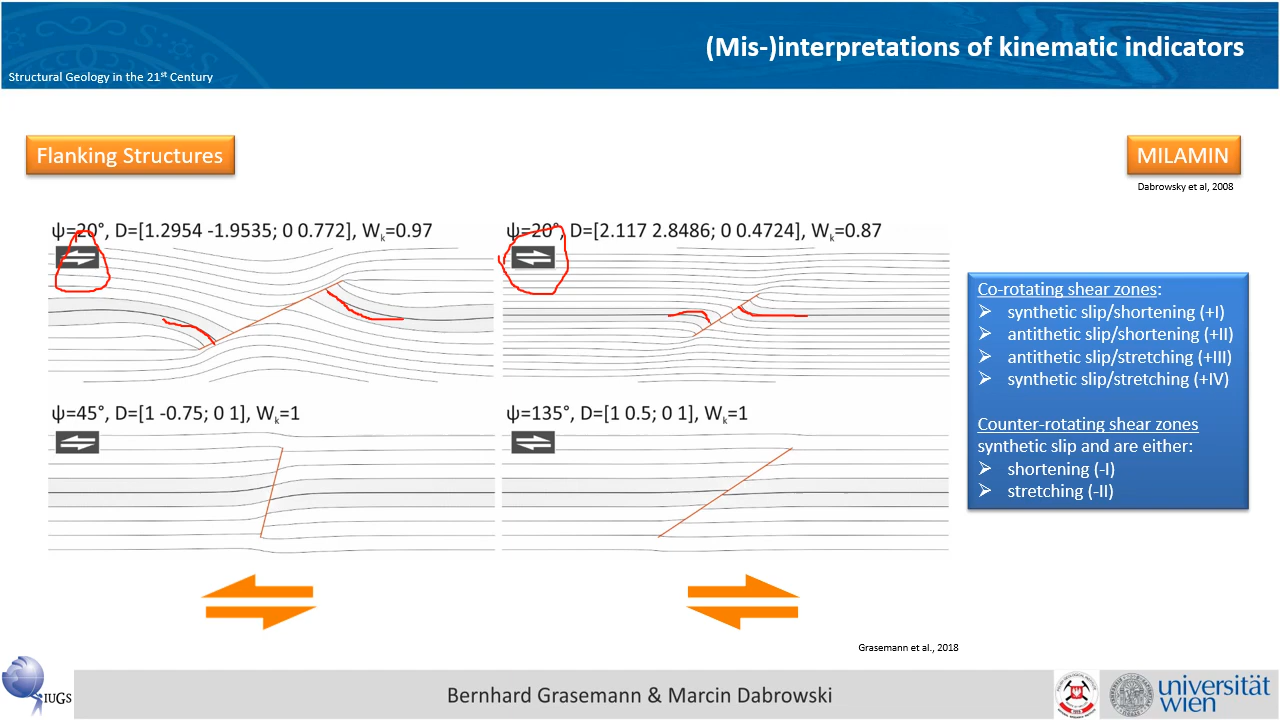 (Mis-)interpretations of kinematic indicators
Structural Geology in the 21st Century
Flanking Structures
MILAMIN
Dabrowsky et al, 2008
ψ=20°, D=[1.2954 -1.9535; 0 0.772], Wk=0.97
ψ=20°, D=[2.117 2.8486; 0 0.4724], Wk=0.87
ψ=45°, D=[1 -0.75; 0 1], Wk=1
ψ=135°, D=[1 0.5; 0 1], Wk=1
Co-rotating shear zones:
synthetic slip/shortening (+I)
antithetic slip/shortening (+II)
antithetic slip/stretching (+III)
synthetic slip/stretching (+IV)
Counter-rotating shear zones
synthetic slip and are either:
shortening (-I)
stretching (-II)
Grasemann et al., 2018
IUGS
Bernhard Grasemann & Marcin Dabrowski
universität
wien